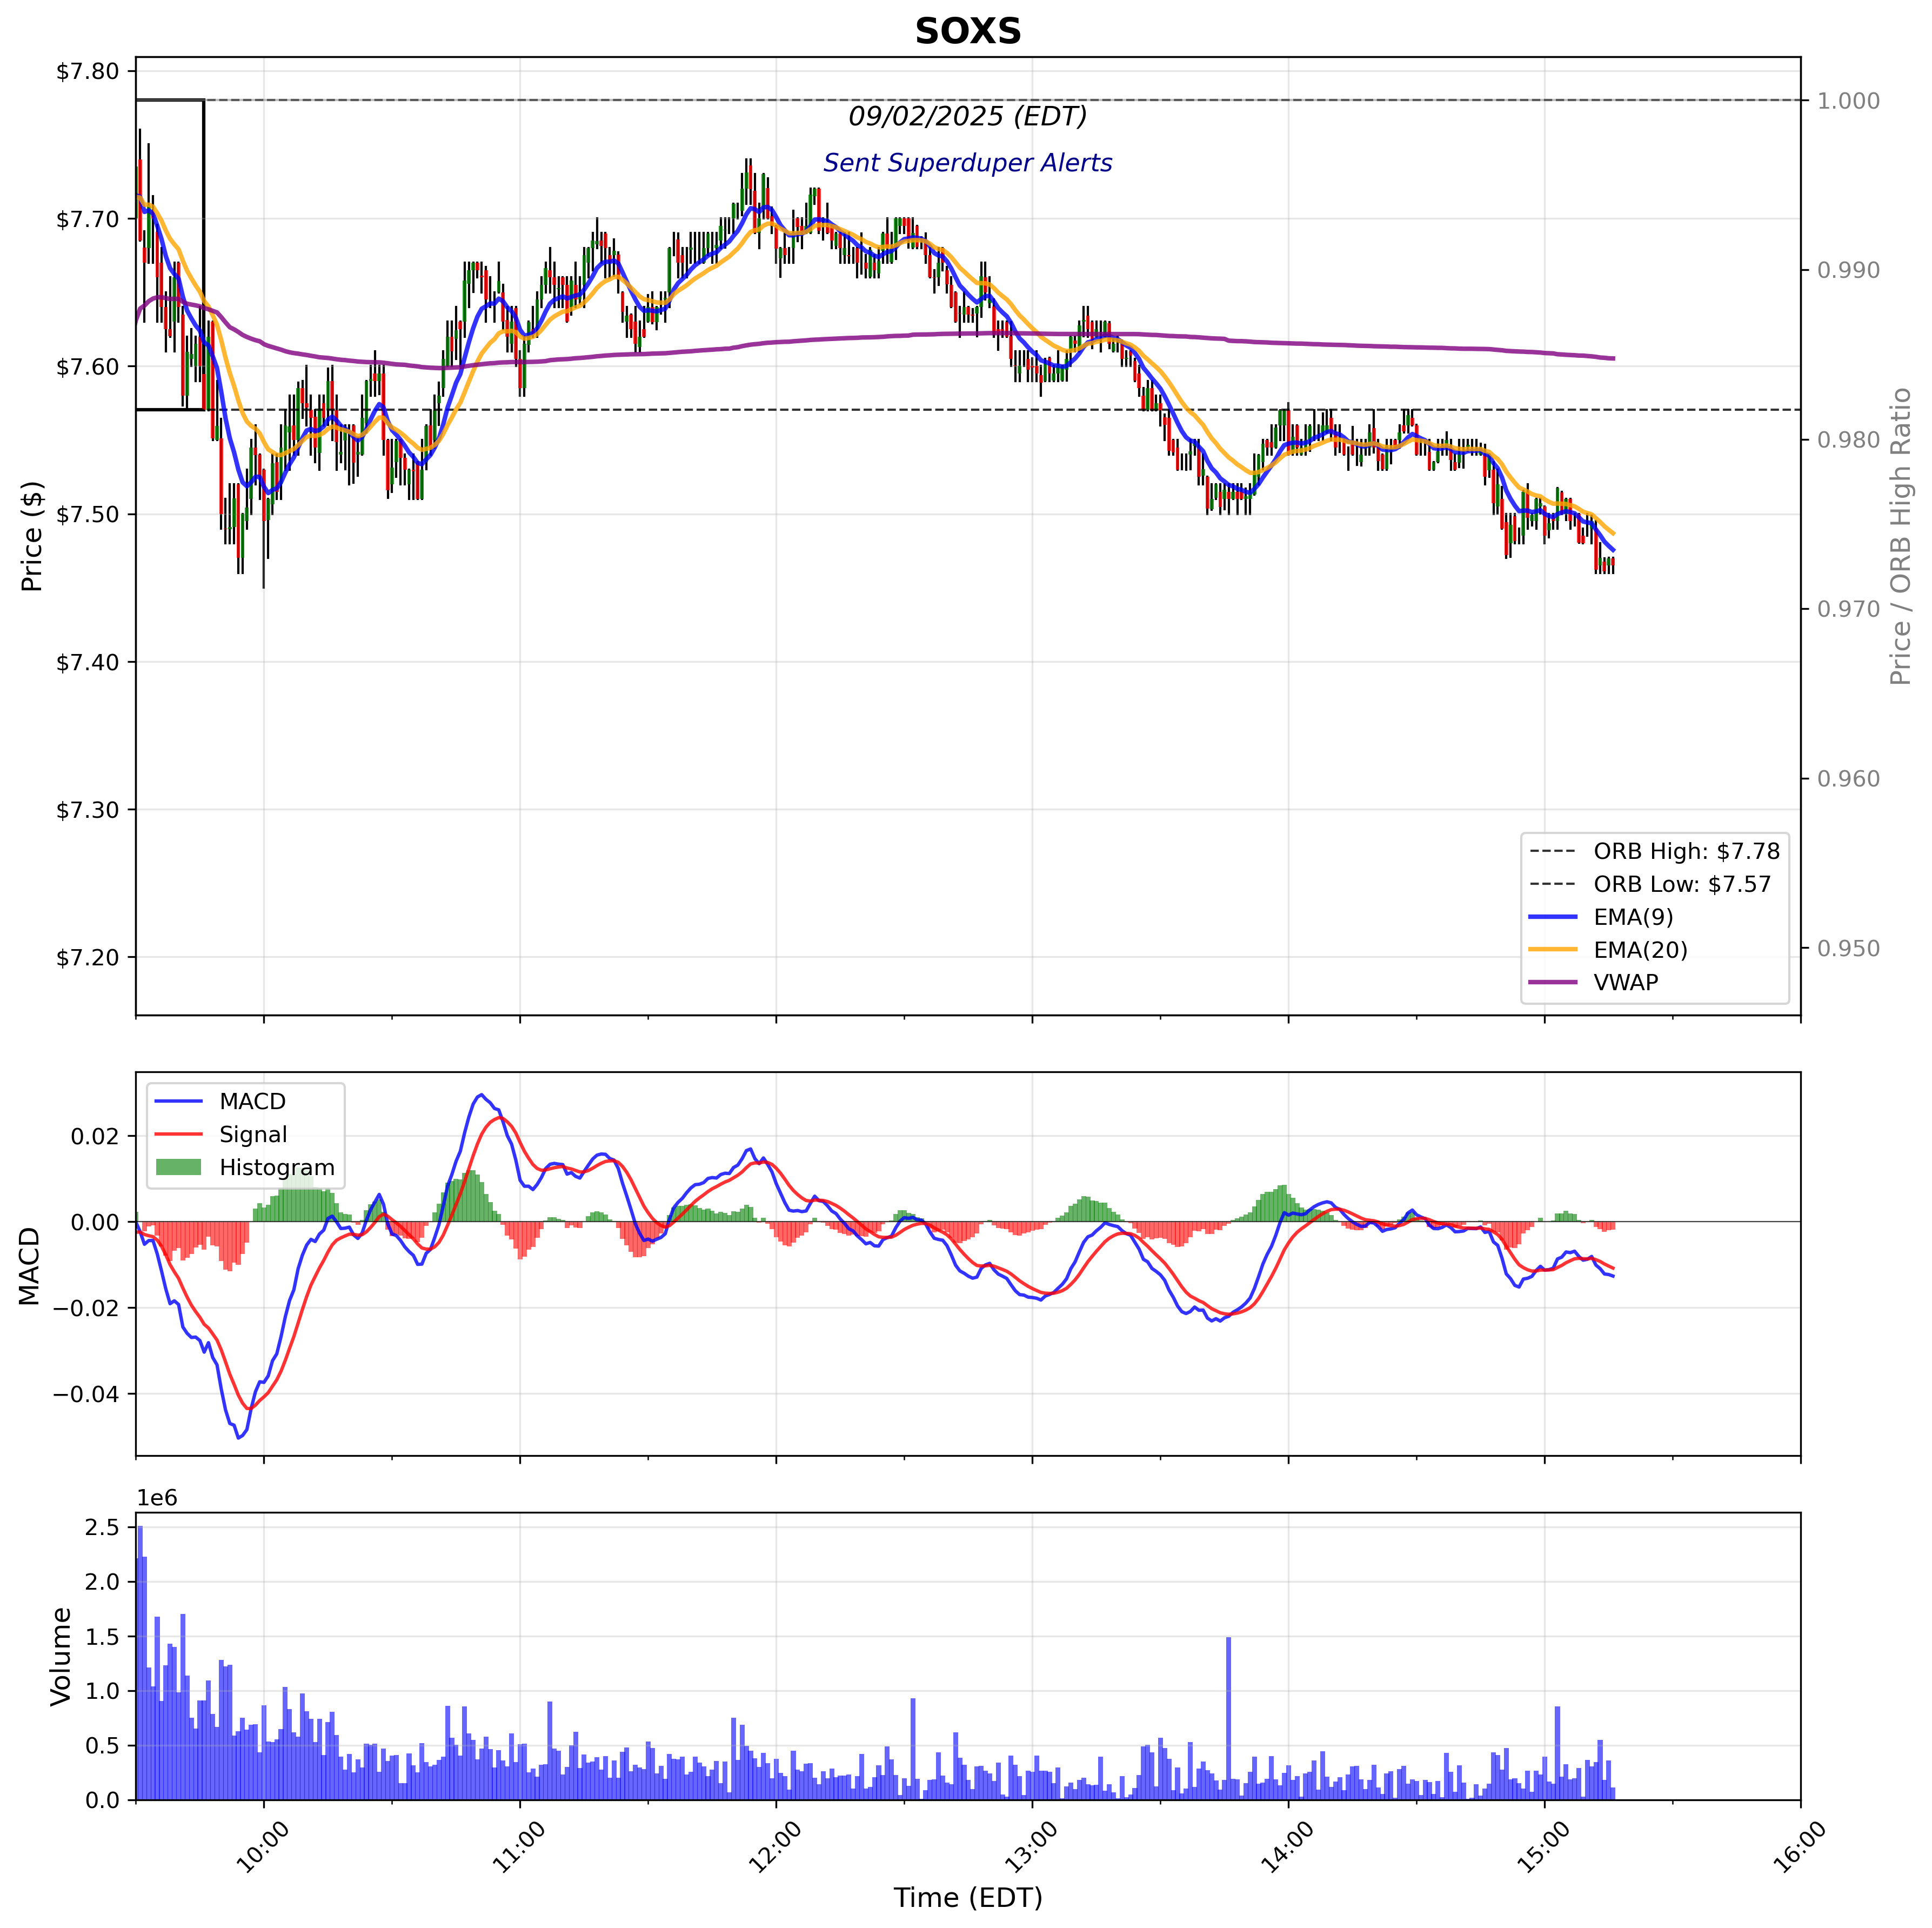 SOXS
09/02/2025 (EDT)
Sent Superduper Alerts
$7.80
$7.70
$7.60
$7.50
$7.40
$7.30
$7.20
Price ($)
1.000
0.990
0.980
0.970
0.960
0.950
Price / ORB High Ratio
ORB High: $7.78
ORB Low: $7.57
EMA(9)
EMA(20)
VWAP
MACD
Signal
Histogram
0.02
0.00
−0.02
−0.04
MACD
1e6
2.5
2.0
1.5
1.0
0.5
0.0
Volume
10:00
11:00
12:00
13:00
14:00
15:00
16:00
Time (EDT)